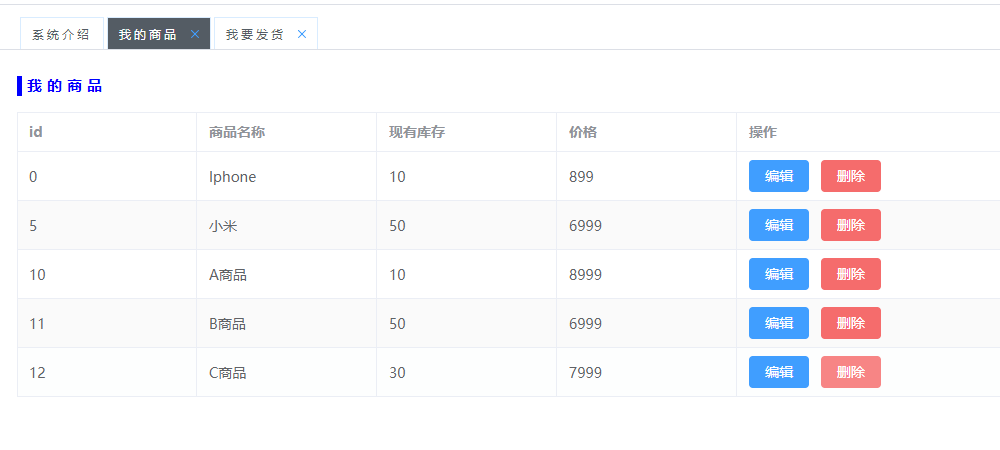 系统介绍 我的商品 × 我要发货 ×
我的商品
id 商品名称 现有库存 价格 操作
0 Iphone 10 899 编辑 删除
5 小米 50 6999 编辑 删除
10 A商品 10 8999 编辑 删除
11 B商品 50 6999 编辑 删除
12 C商品 30 7999 编辑 删除